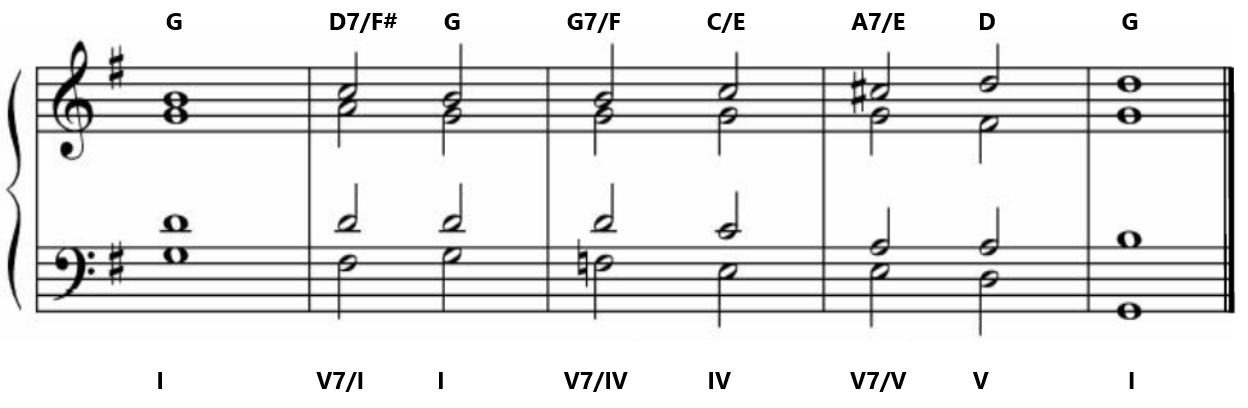 G D7/F# G G7/F C/E A7/E D G
I V7/I I V7/IV IV V7/V V I